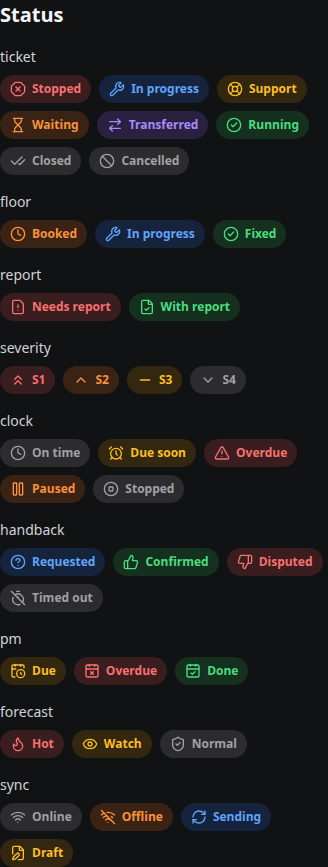 Status
ticket
Stopped In progress Support
Waiting Transferred Running
Closed Cancelled
floor
Booked In progress Fixed
report
Needs report With report
severity
S1 S2 S3 S4
clock
On time Due soon Overdue
Paused Stopped
handback
Requested Confirmed Disputed
Timed out
pm
Due Overdue Done
forecast
Hot Watch Normal
sync
Online Offline Sending
Draft